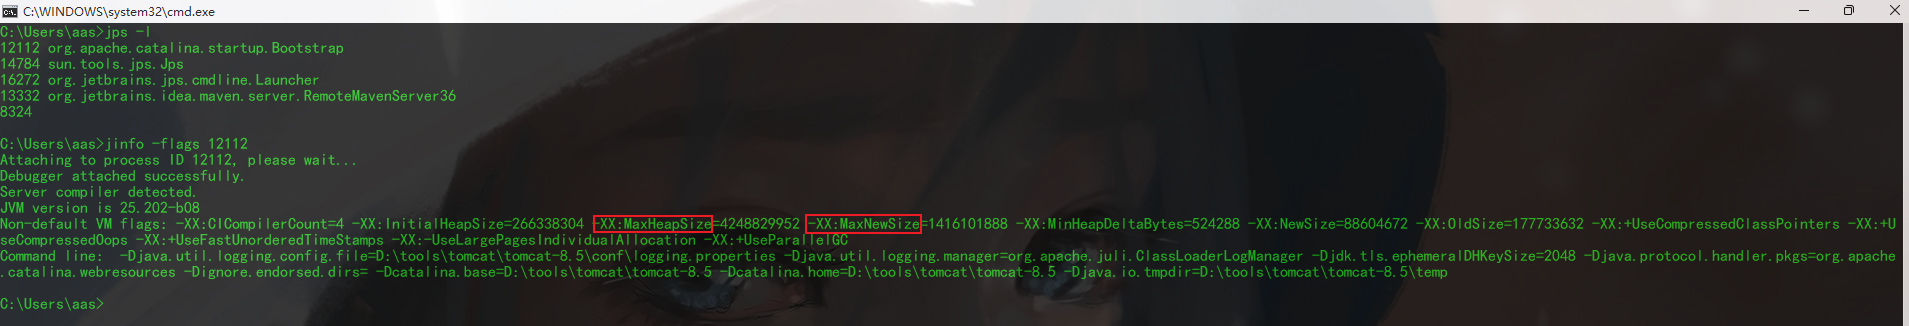 C:\WINDOWS\system32\cmd.exe
C:\Users\aas>jps -l
12112 org.apache.catalina.startup.Bootstrap
14784 sun.tools.jps.Jps
16272 org.jetbrains.jps.cmdline.Launcher
13332 org.jetbrains.idea.maven.server.RemoteMavenServer36
8324
C:\Users\aas>jinfo -flags 12112
Attaching to process ID 12112, please wait...
Debugger attached successfully.
Server compiler detected.
JVM version is 25.202-b08
Non-default VM flags: -XX:CICompilerCount=4 -XX:InitialHeapSize=266338304 -XX:MaxHeapSize=4248829952 -XX:MaxNewSize=1416101888 -XX:MinHeapDeltaBytes=524288 -XX:NewSize=88604672 -XX:OldSize=177733632 -XX:+UseCompressedClassPointers -XX:+U
seCompressedOops -XX:+UseFastUnorderedTimeStamps -XX:-UseLargePagesIndividualAllocation -XX:+UseParallelGC
Command line:  -Djava.util.logging.config.file=D:\tools\tomcat\tomcat-8.5\conf\logging.properties -Djava.util.logging.manager=org.apache.juli.ClassLoaderLogManager -Djdk.tls.ephemeralDHKeySize=2048 -Djava.protocol.handler.pkgs=org.apache
.catalina.webresources -Dignore.endorsed.dirs= -Dcatalina.base=D:\tools\tomcat\tomcat-8.5 -Dcatalina.home=D:\tools\tomcat\tomcat-8.5 -Djava.io.tmpdir=D:\tools\tomcat\tomcat-8.5\temp
C:\Users\aas>